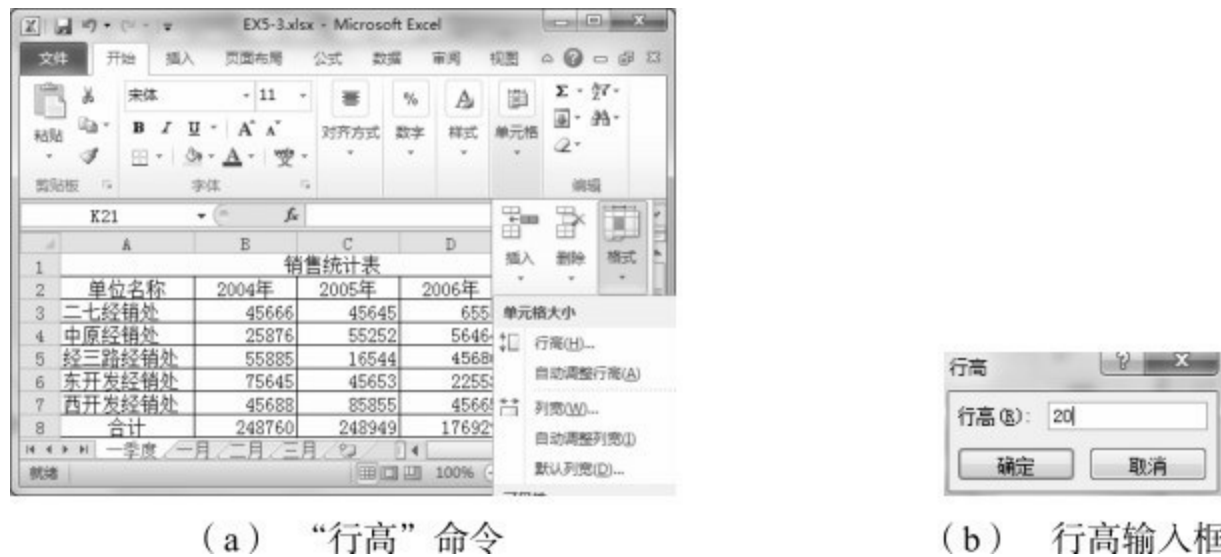 EX5-3.xlsx - Microsoft Excel
文件 开始 插入 页面布局 公式 数据 审阅 视图
宋体 11
粘贴 B I U A A 对齐方式 数字 样式 单元格
剪贴板 字体 编辑
K21 fx
插入 删除 格式
A B C D
1 销售统计表
2 单位名称 2004年 2005年 2006年
3 二七经销处 45666 45645 655
4 中原经销处 25876 55252 5646
5 经三路经销处 55885 16544 4568
6 东开发经销处 75645 45653 2255
7 西开发经销处 45688 85855 4566
8 合计 248760 248949 17692
单元格大小
行高(H)...
自动调整行高(A)
列宽(W)...
自动调整列宽(I)
默认列宽(D)...
一季度 一月 二月 三月
就绪 100%
行高
行高(R): 20
确定 取消
(a) “行高”命令
(b) 行高输入框